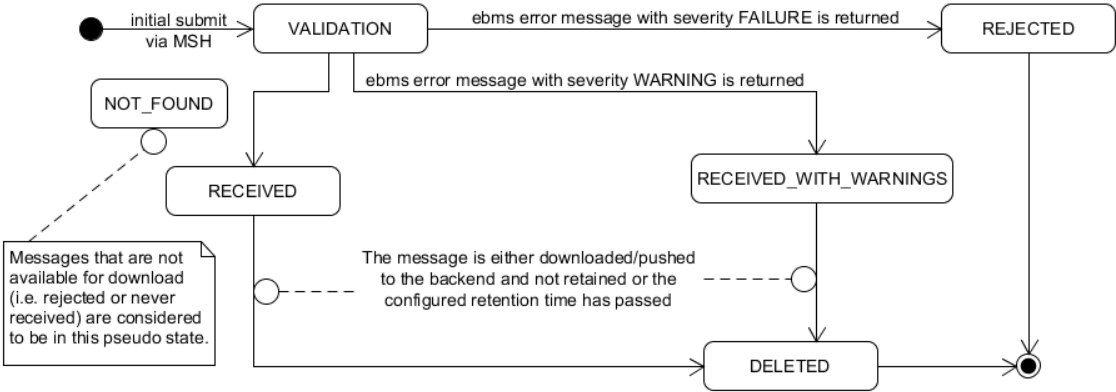 initial submit
via MSH
VALIDATION
ebms error message with severity FAILURE is returned
REJECTED
ebms error message with severity WARNING is returned
NOT_FOUND
RECEIVED
RECEIVED_WITH_WARNINGS
Messages that are not
available for download
(i.e. rejected or never
received) are considered
to be in this pseudo state.
The message is either downloaded/pushed
to the backend and not retained or the
configured retention time has passed
DELETED